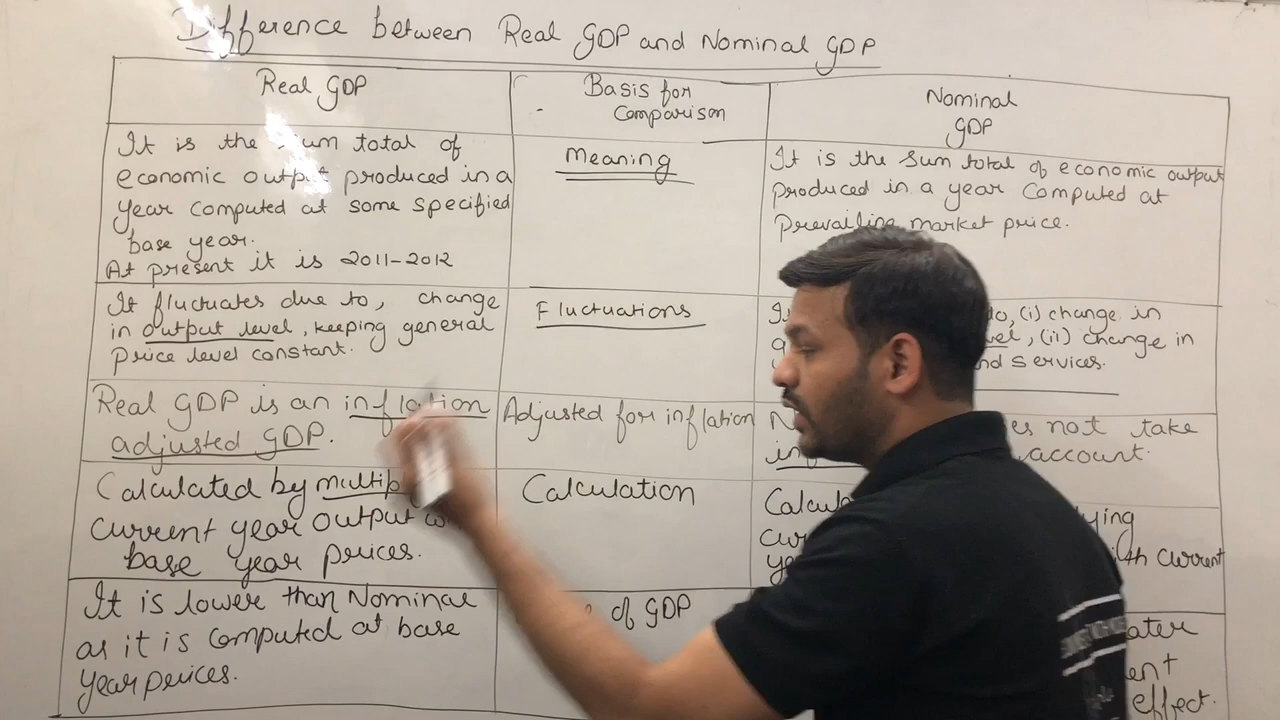 Difference between Real GDP and Nominal GDP
Real GDP
It is the sum total of
economic output produced in a
year computed at some specified
base year.
At present it is 2011-2012
It fluctuates due to, change
in output level, keeping general
price level constant.
Real GDP is an inflation
adjusted GDP.
Calculated by
current year output
base year prices.
It is lower than Nominal
as it is computed at base
year prices.
Basis for
Comparison
Meaning
Fluctuations
Adjusted for inflation
Calculation
of GDP
Nominal
GDP
It is the sum total of economic output
produced in a year computed at
prevailing market price.
(i) change in
, (ii) change in
services.
not take
account.
with current
effect.